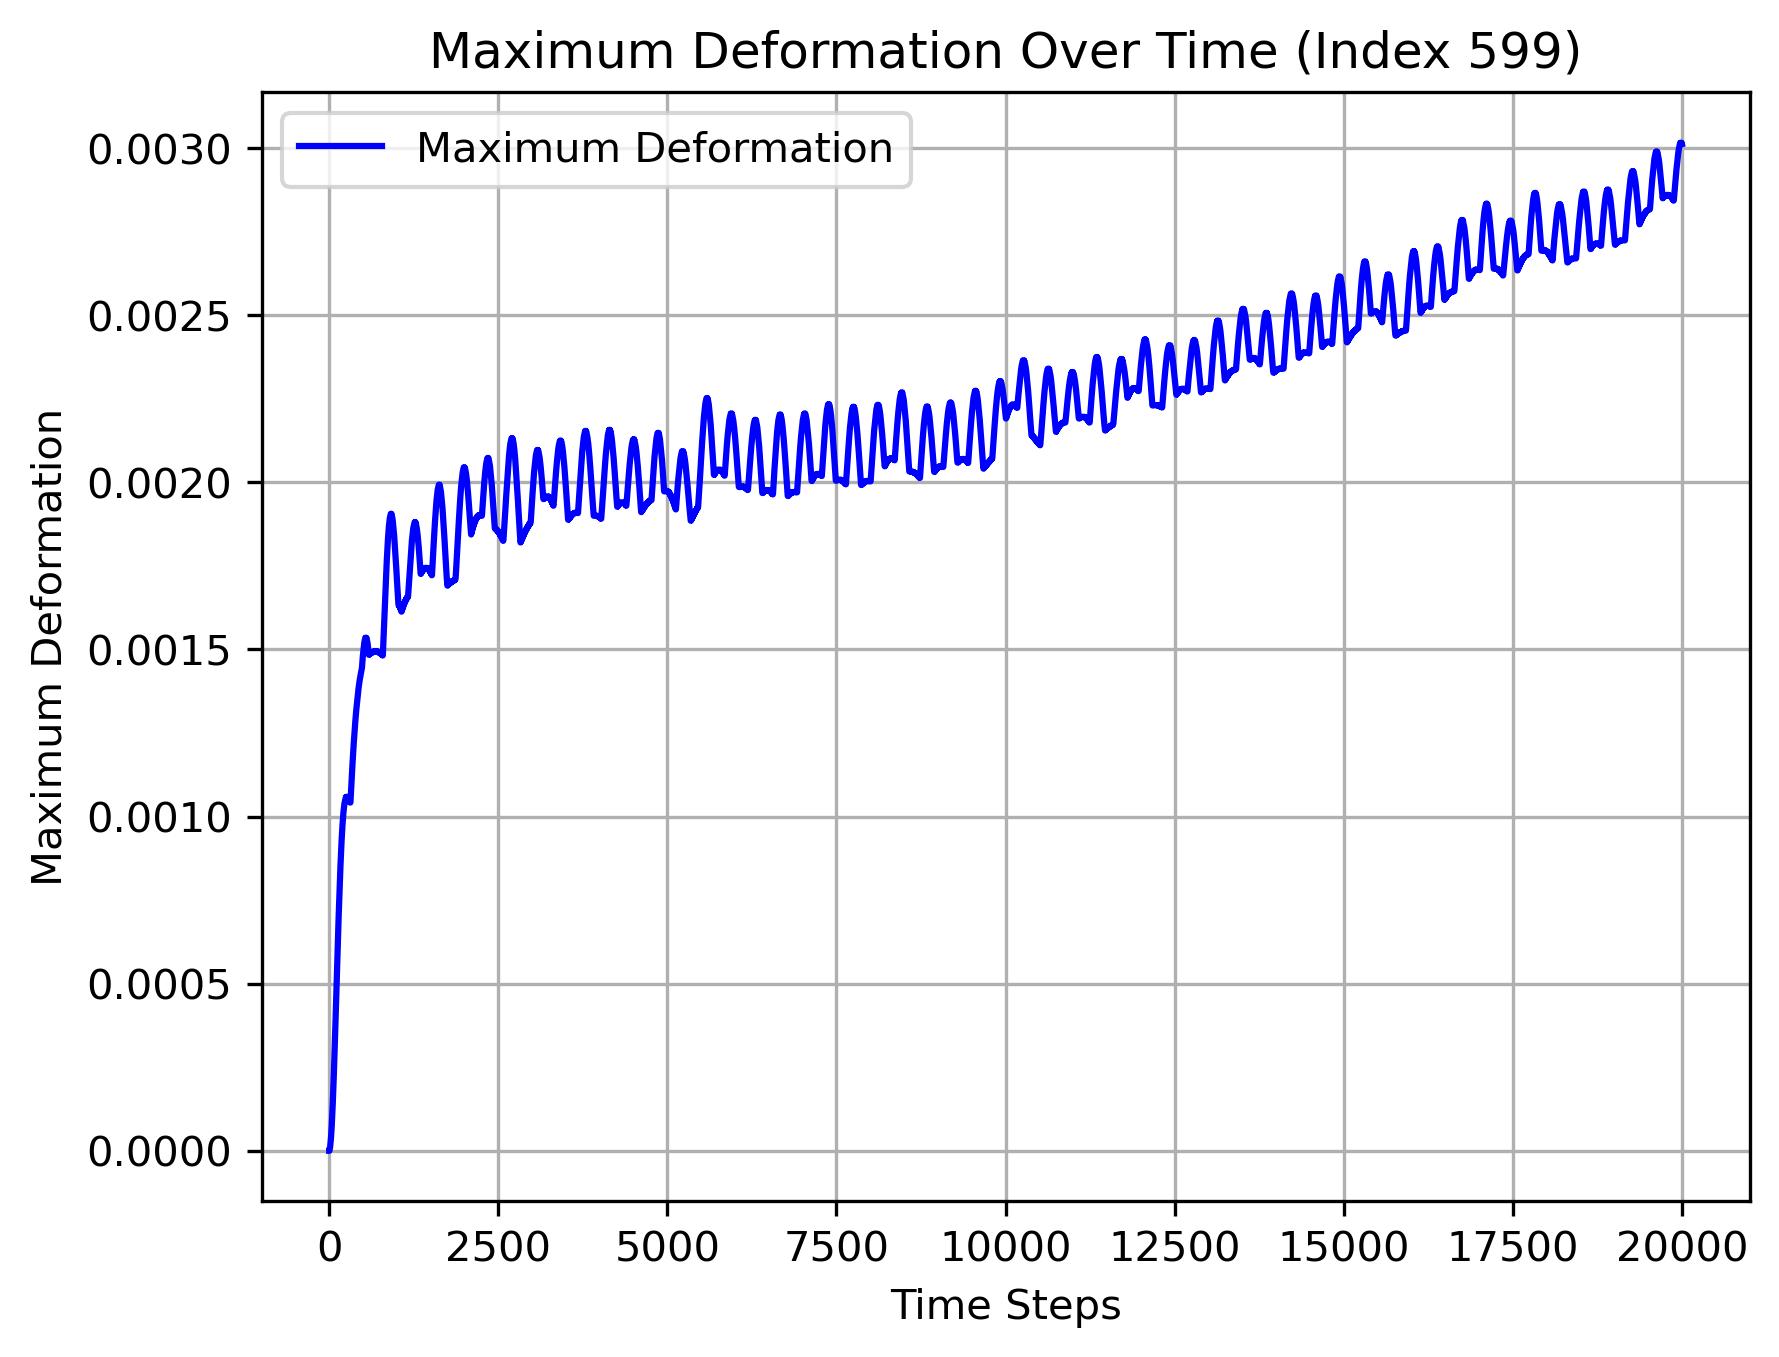 Maximum Deformation Over Time (Index 599)
Maximum Deformation
0.0030
0.0025
0.0020
0.0015
0.0010
0.0005
0.0000
Maximum Deformation
0 2500 5000 7500 10000 12500 15000 17500 20000
Time Steps